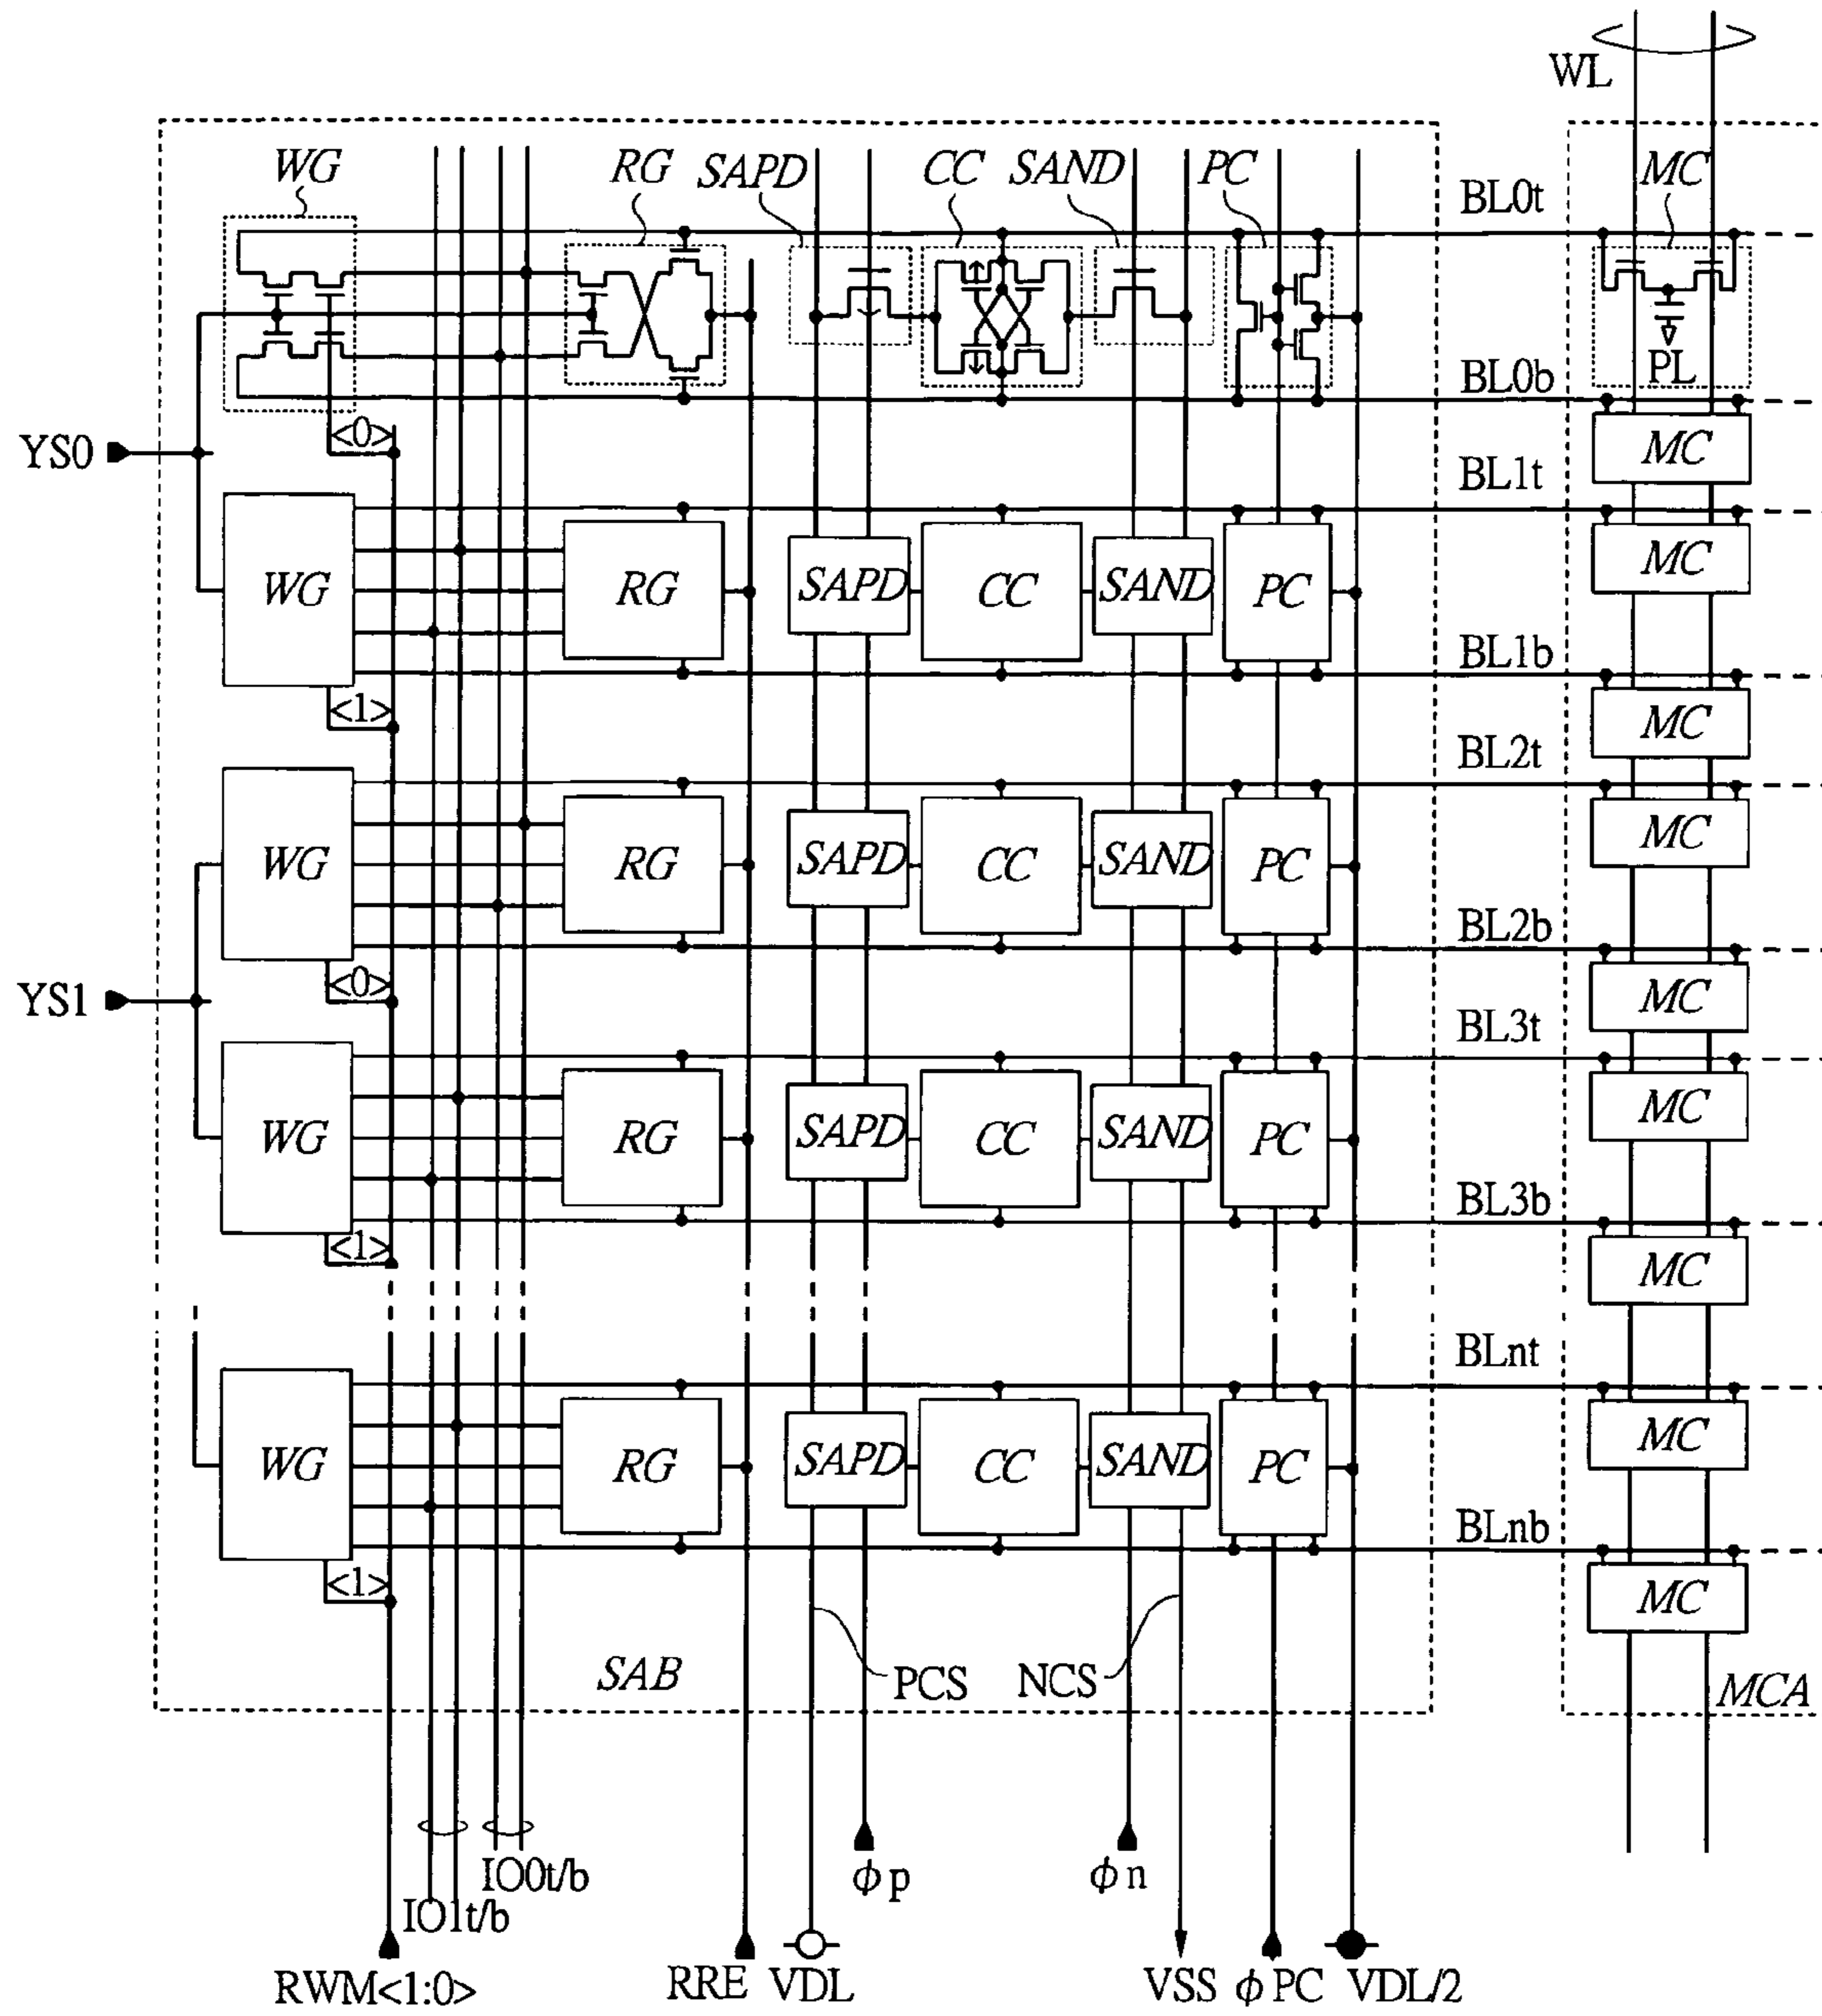 WL
WG RG SAPD CC SAND PC MC
BL0t
PL
BL0b
<0>
YS0
MC
BL1t
WG RG SAPD CC SAND PC MC
BL1b
<1>
MC
BL2t
WG RG SAPD CC SAND PC MC
BL2b
<0>
YS1
MC
BL3t
WG RG SAPD CC SAND PC MC
BL3b
<1>
MC
BLnt
WG RG SAPD CC SAND PC MC
BLnb
<1>
MC
SAB PCS NCS MCA
IO0t/b
ϕp ϕn
IO1t/b
RWM<1:0> RRE VDL VSS ϕPC VDL/2